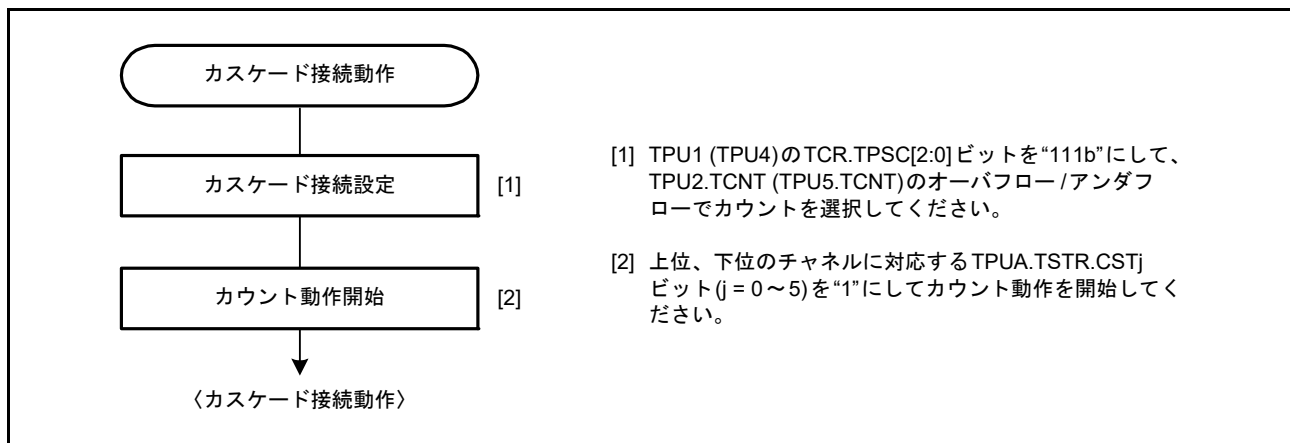 カスケード接続動作
カスケード接続設定
[1]
カウント動作開始
[2]
〈カスケード接続動作〉
[1] TPU1 (TPU4)のTCR.TPSC[2:0]ビットを“111b”にして、
TPU2.TCNT (TPU5.TCNT)のオーバフロー / アンダフ
ローでカウントを選択してください。
[2] 上位、下位のチャネルに対応するTPUA.TSTR.CSTj
ビット(j = 0～5)を“1”にしてカウント動作を開始してく
ださい。